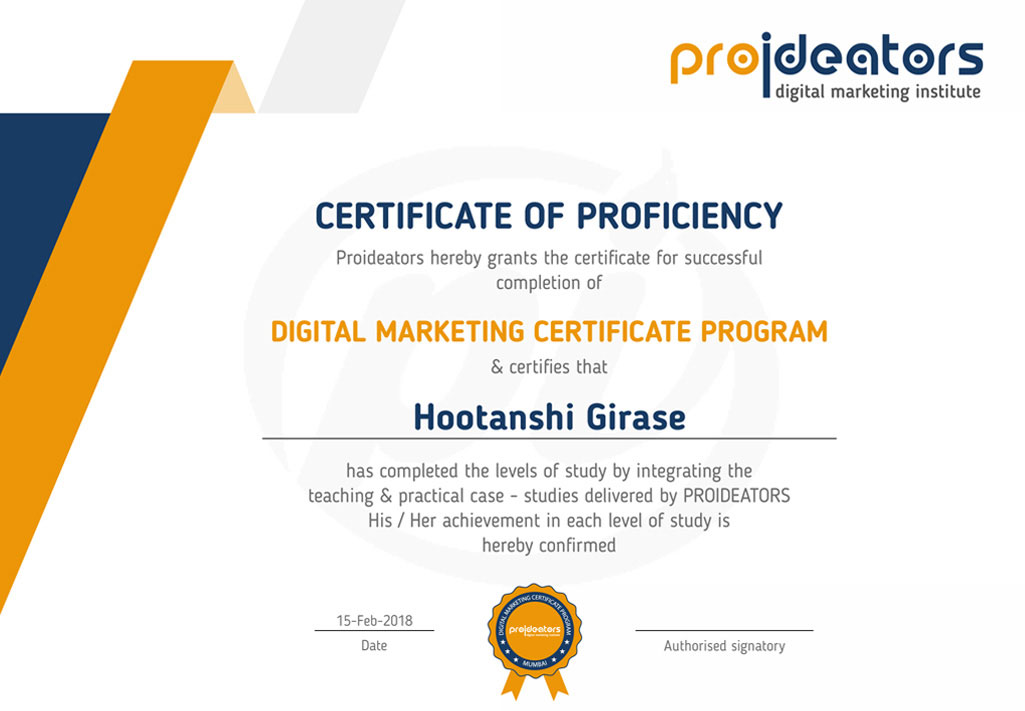 proideators
digital marketing institute
CERTIFICATE OF PROFICIENCY
Proideators hereby grants the certificate for successful
completion of
DIGITAL MARKETING CERTIFICATE PROGRAM
& certifies that
Hootanshi Girase
has completed the levels of study by integrating the
teaching & practical case - studies delivered by PROIDEATORS
His / Her achievement in each level of study is
hereby confirmed
15-Feb-2018
Date
DIGITAL MARKETING CERTIFICATE PROGRAM
proideators
digital marketing institute
MUMBAI
Authorised signatory